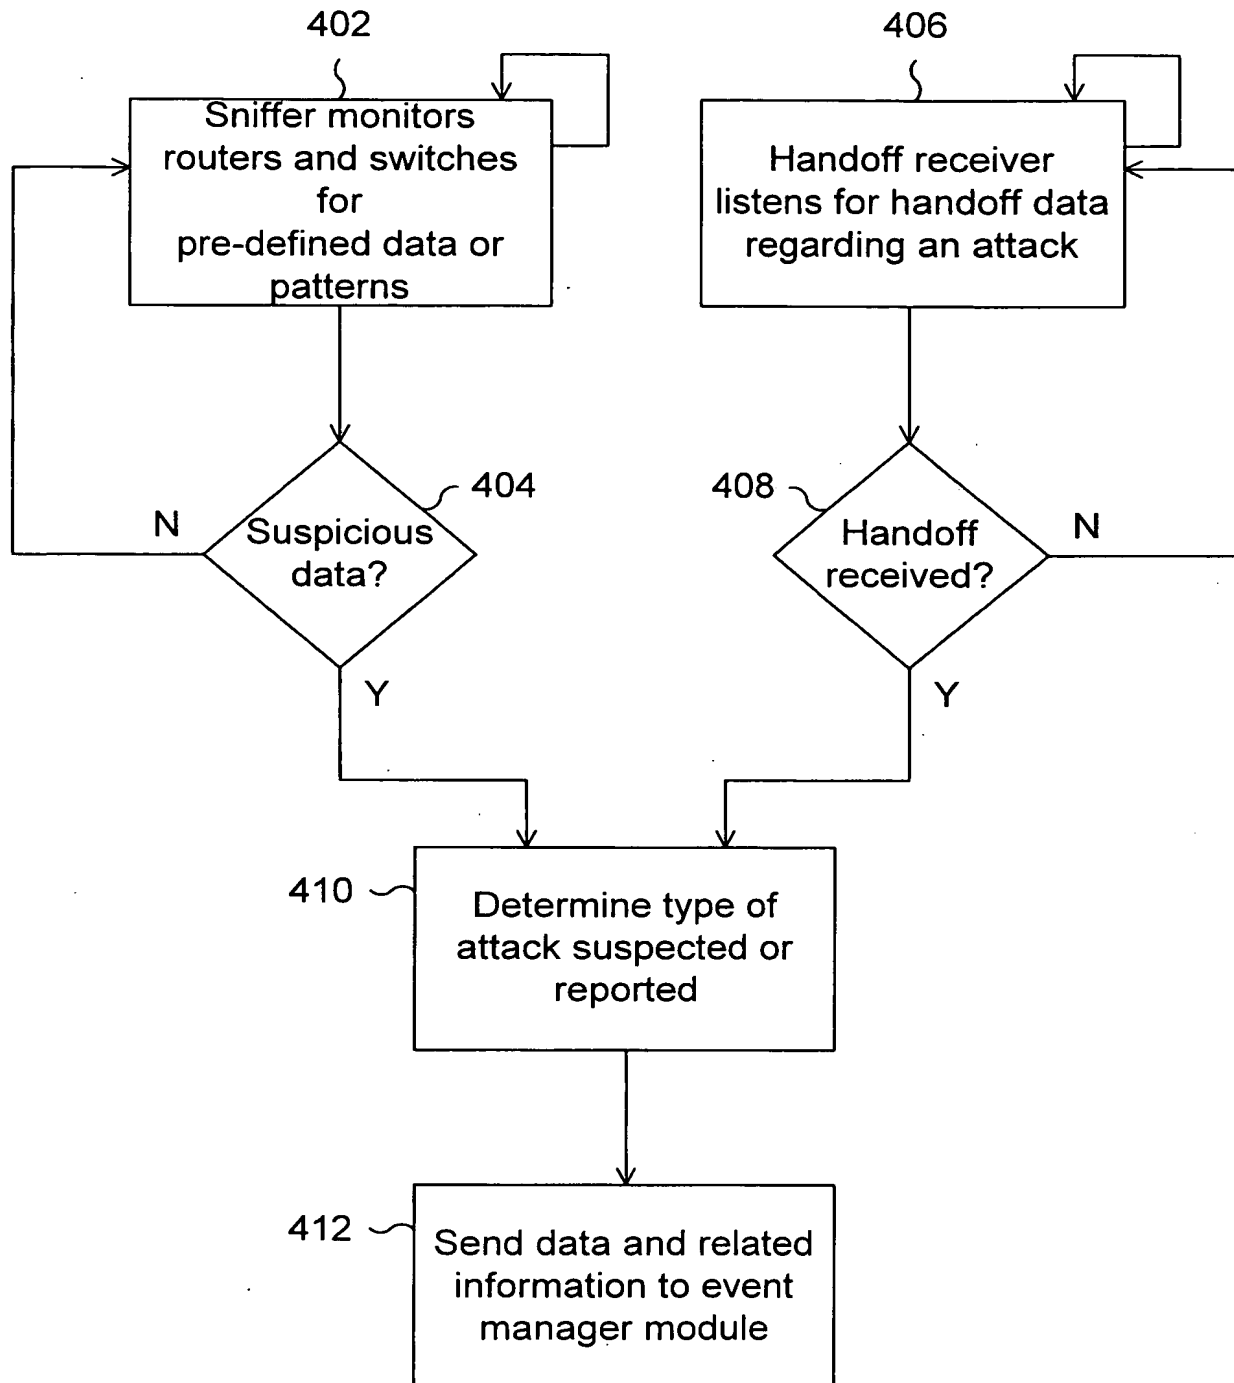 402
Sniffer monitors
routers and switches
for
pre-defined data or
patterns
406
Handoff receiver
listens for handoff data
regarding an attack
404
N
Suspicious
data?
Y
408
N
Handoff
received?
Y
410
Determine type of
attack suspected or
reported
412
Send data and related
information to event
manager module